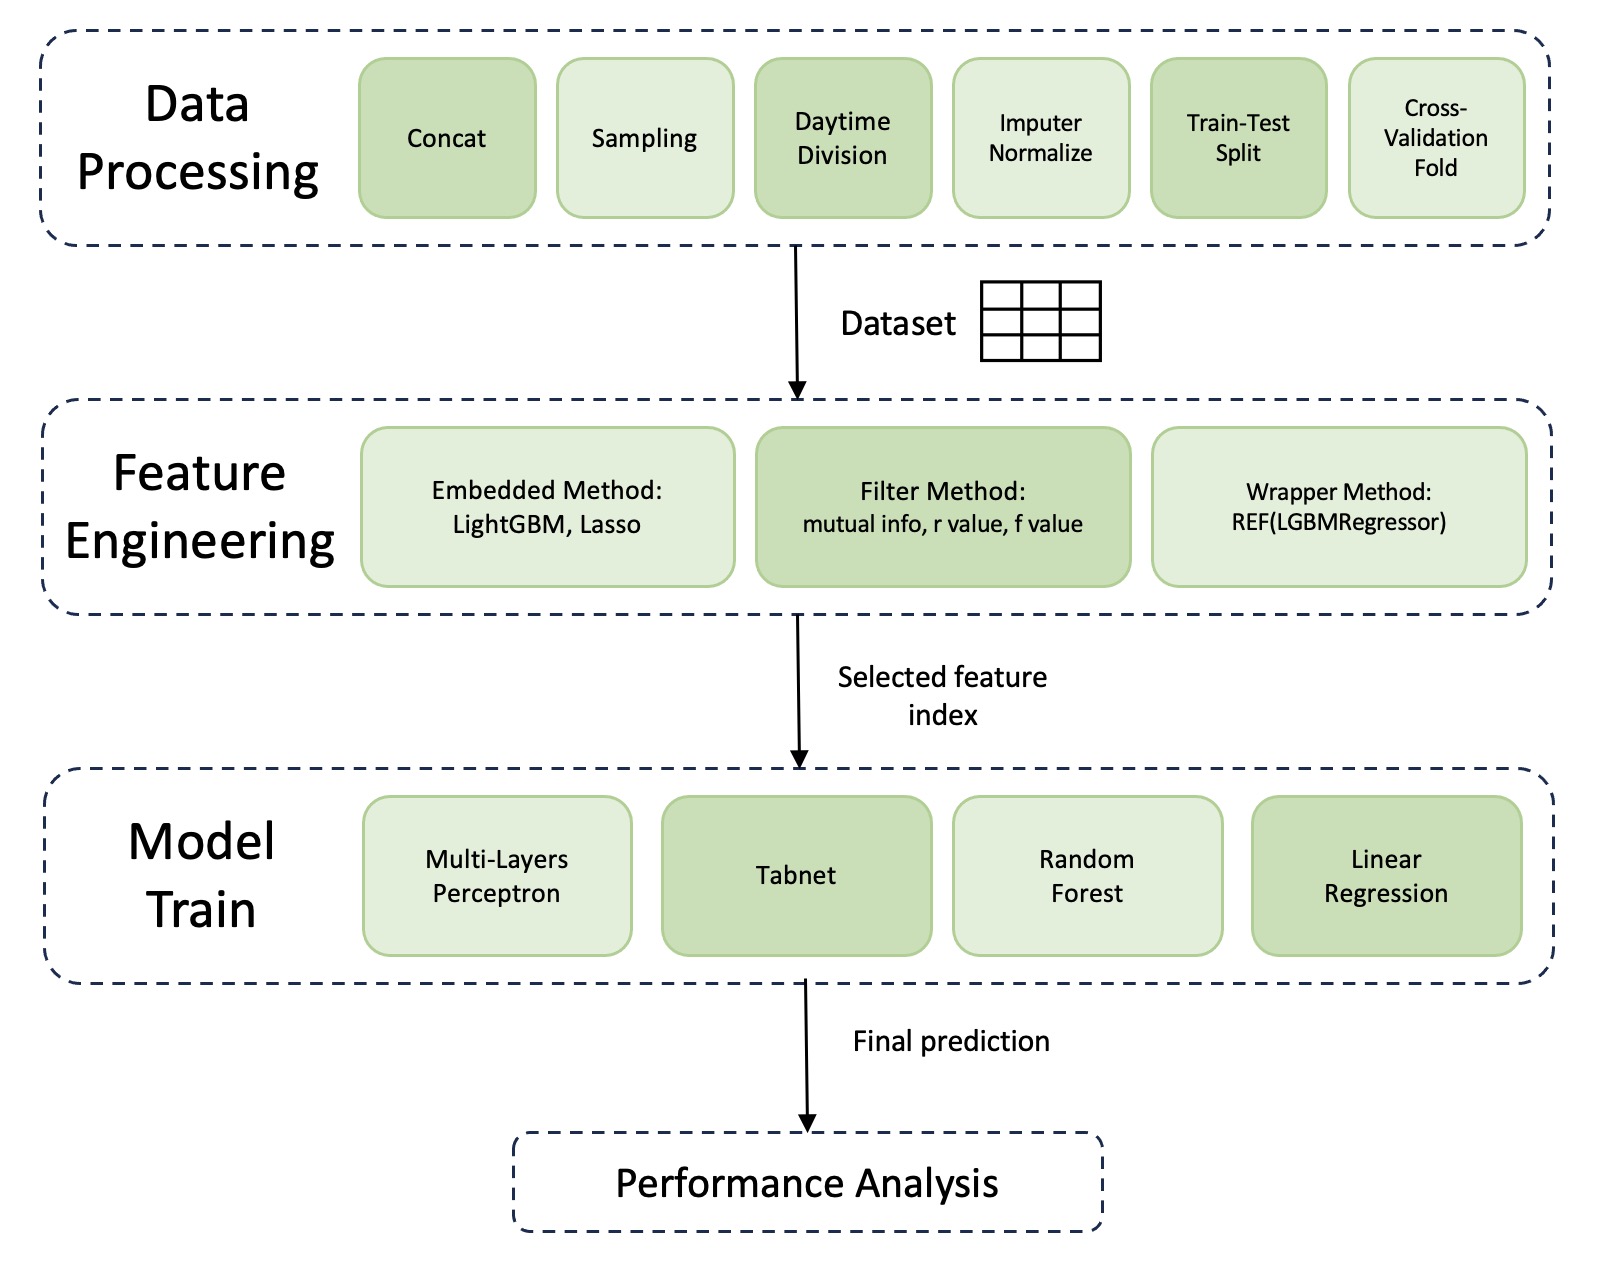 Data
Processing
Concat
Sampling
Daytime
Division
Imputer
Normalize
Train-Test
Split
Cross-
Validation
Fold
Dataset
Feature
Engineering
Embedded Method:
LightGBM, Lasso
Filter Method:
mutual info, r value, f value
Wrapper Method:
REF(LGBMRegressor)
Selected feature
index
Model
Train
Multi-Layers
Perceptron
Tabnet
Random
Forest
Linear
Regression
Final prediction
Performance Analysis